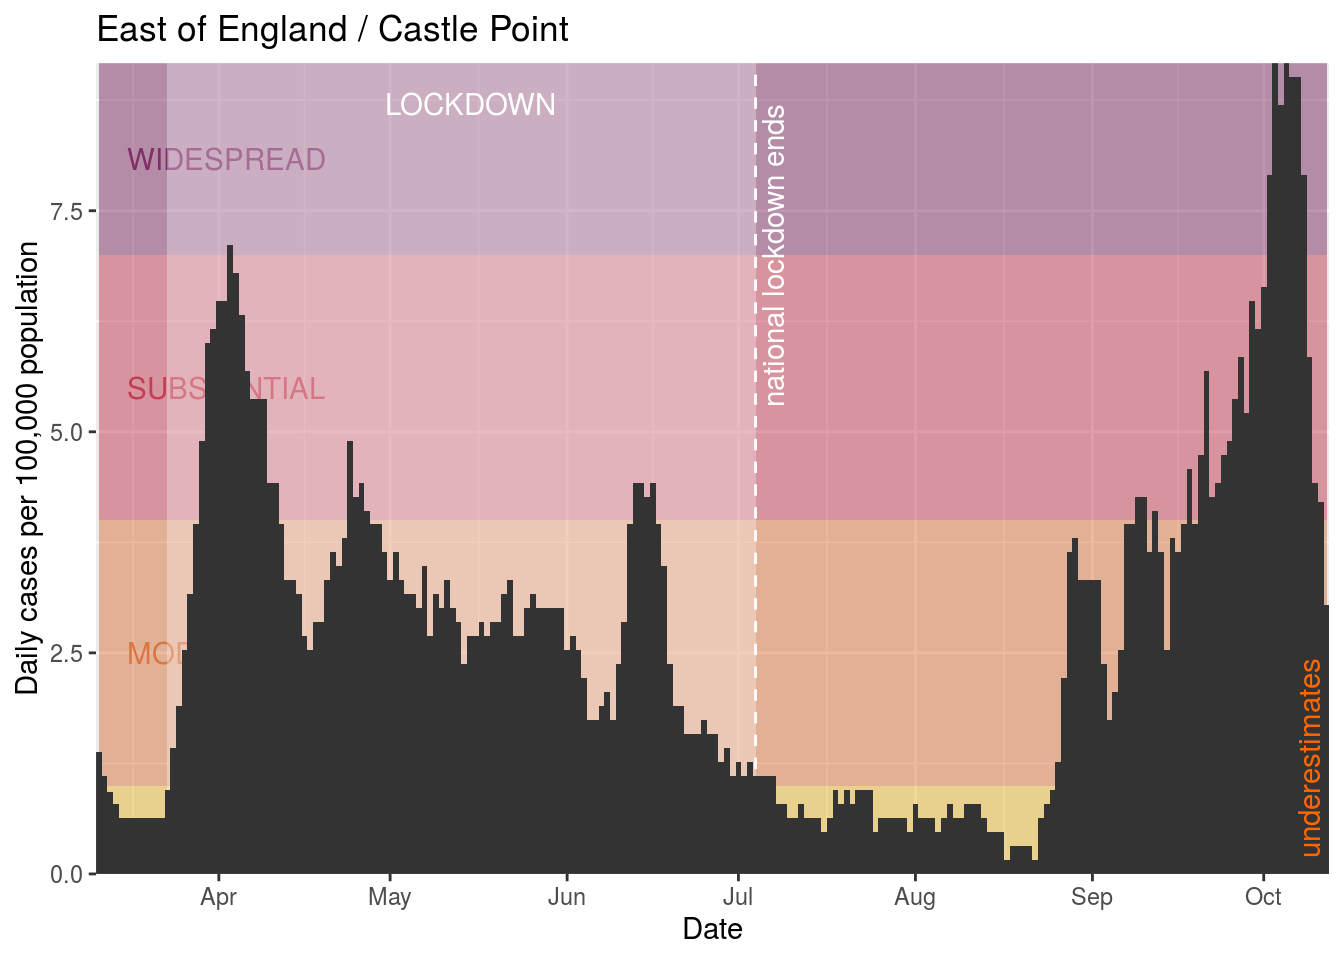 East of England / Castle Point
LOCKDOWN
WIDESPREAD
national lockdown ends
7.5
SUBS NTIAL
5.0
Daily cases per 100,000 population
MOD
2.5
underestimates
0.0
Apr May Jun Jul Aug Sep Oct
Date